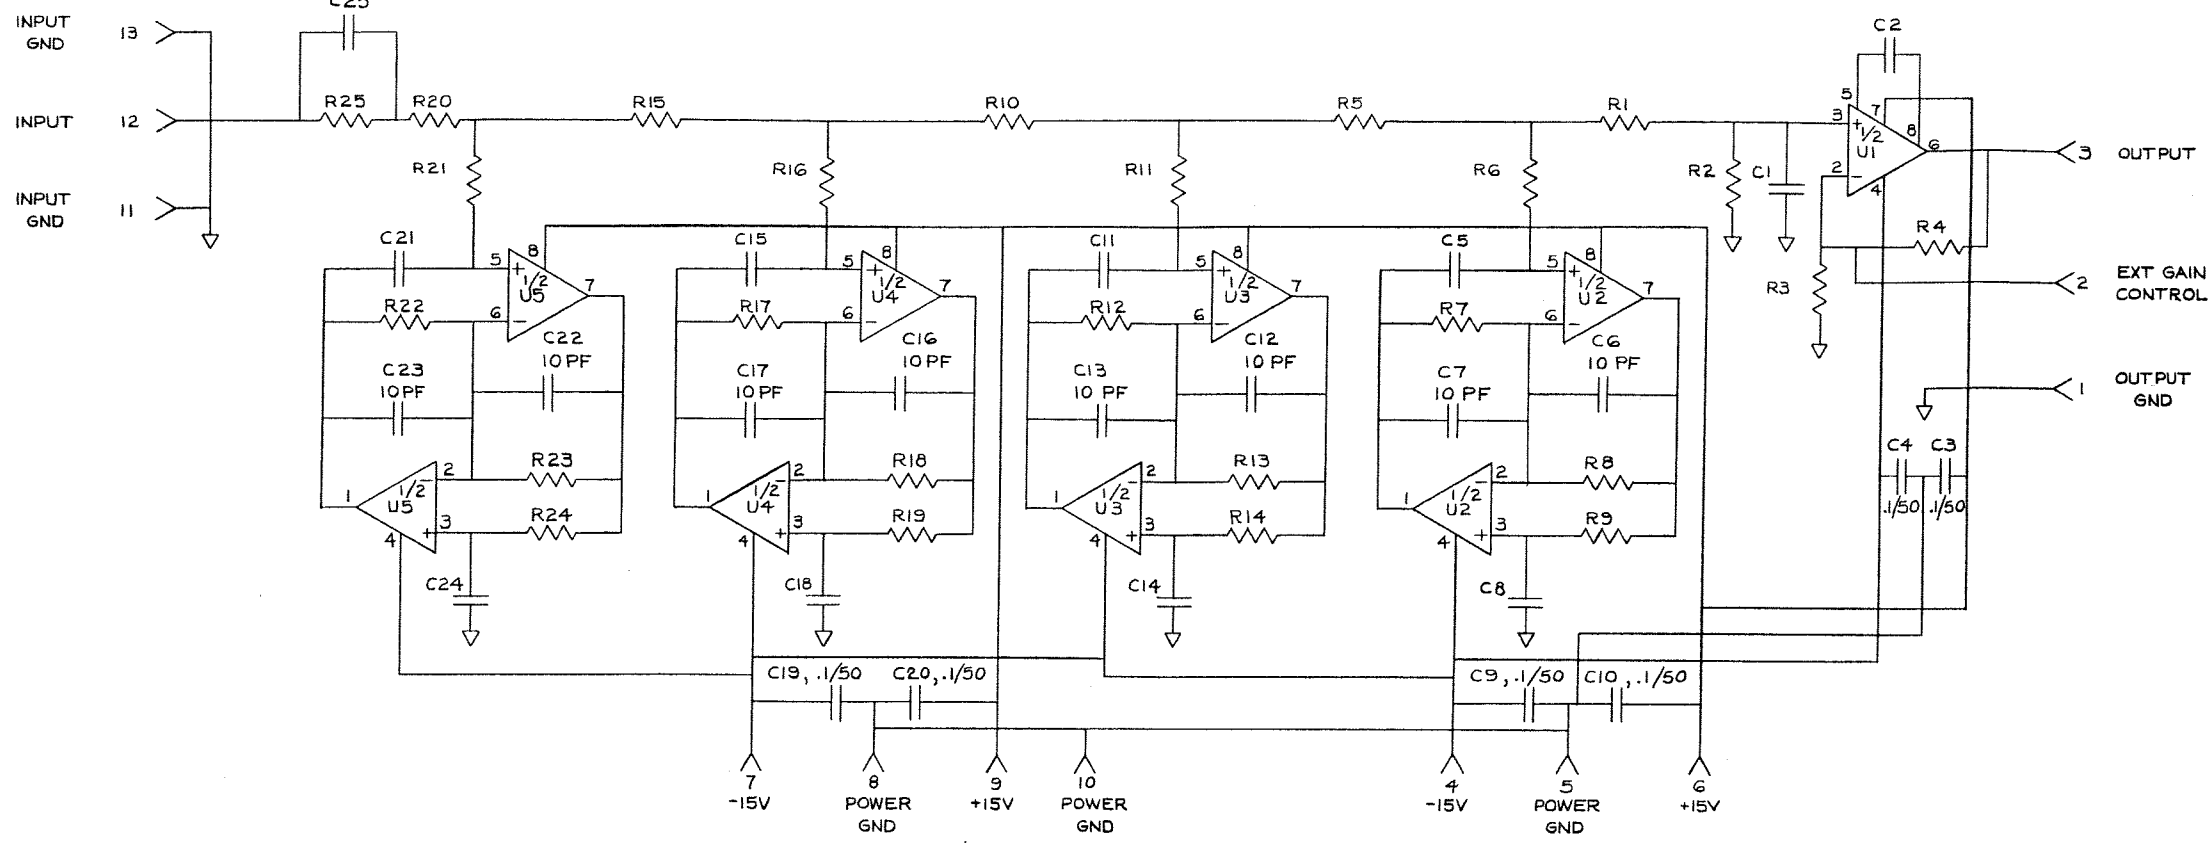 C25
INPUT
GND
13
R25
R20
R15
R10
R5
R1
C2
INPUT
12
5
7
8
3
+
1/2
U1
6
2
−
4
3
OUTPUT
R21
R16
R11
R6
R2
C1
INPUT
GND
11
R4
R3
2
EXT GAIN
CONTROL
C21
5
+
8
1/2
U5
7
R22
6
−
C22
10 PF
C23
10 PF
R23
2
−
1
1/2
U5
R24
3
+
4
C24
C15
5
+
8
1/2
U4
7
R17
6
−
C16
10 PF
C17
10 PF
R18
2
−
1
1/2
U4
R19
3
+
4
C18
C11
5
+
8
1/2
U3
7
R12
6
−
C12
10 PF
C13
10 PF
R13
2
−
1
1/2
U3
R14
3
+
4
C14
C5
5
+
8
1/2
U2
7
R7
6
−
C6
10 PF
C7
10 PF
R8
2
−
1
1/2
U2
R9
3
+
4
C8
1
OUTPUT
GND
C4
C3
.1/50
.1/50
C19, .1/50
C20, .1/50
C9, .1/50
C10, .1/50
7
-15V
8
POWER
GND
9
+15V
10
POWER
GND
4
-15V
5
POWER
GND
6
+15V